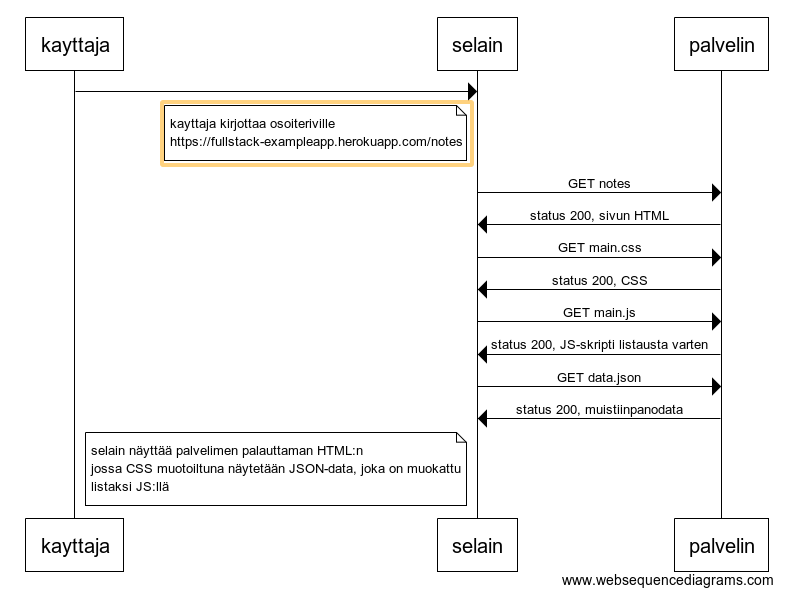 kayttaja
selain
palvelin
kayttaja kirjottaa osoiteriville
https://fullstack-exampleapp.herokuapp.com/notes
GET notes
status 200, sivun HTML
GET main.css
status 200, CSS
GET main.js
status 200, JS-skripti listausta varten
GET data.json
status 200, muistiinpanodata
selain näyttää palvelimen palauttaman HTML:n
jossa CSS muotoiltuna näytetään JSON-data, joka on muokattu
listaksi JS:llä
kayttaja
selain
palvelin
www.websequencediagrams.com